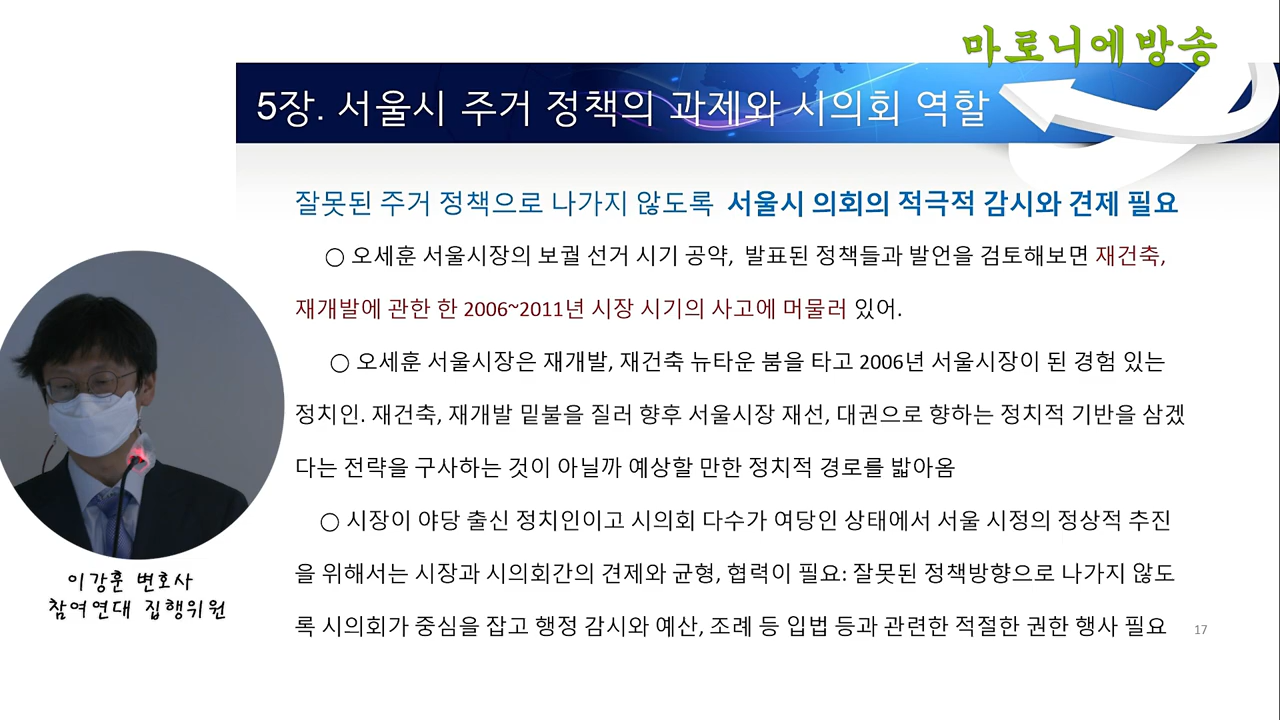 마로니에방송
5장. 서울시 주거 정책의 과제와 시의회 역할
잘못된 주거 정책으로 나가지 않도록 서울시 의회의 적극적 감시와 견제 필요
○ 오세훈 서울시장의 보궐 선거 시기 공약, 발표된 정책들과 발언을 검토해보면 재건축,
재개발에 관한 한 2006~2011년 시장 시기의 사고에 머물러 있어.
○ 오세훈 서울시장은 재개발, 재건축 뉴타운 붐을 타고 2006년 서울시장이 된 경험 있는
정치인. 재건축, 재개발 밑불을 질러 향후 서울시장 재선, 대권으로 향하는 정치적 기반을 삼겠
다는 전략을 구사하는 것이 아닐까 예상할 만한 정치적 경로를 밟아옴
○ 시장이 야당 출신 정치인이고 시의회 다수가 여당인 상태에서 서울 시정의 정상적 추진
을 위해서는 시장과 시의회간의 견제와 균형, 협력이 필요: 잘못된 정책방향으로 나가지 않도
록 시의회가 중심을 잡고 행정 감시와 예산, 조례 등 입법 등과 관련한 적절한 권한 행사 필요
17
이강훈 변호사
참여연대 집행위원